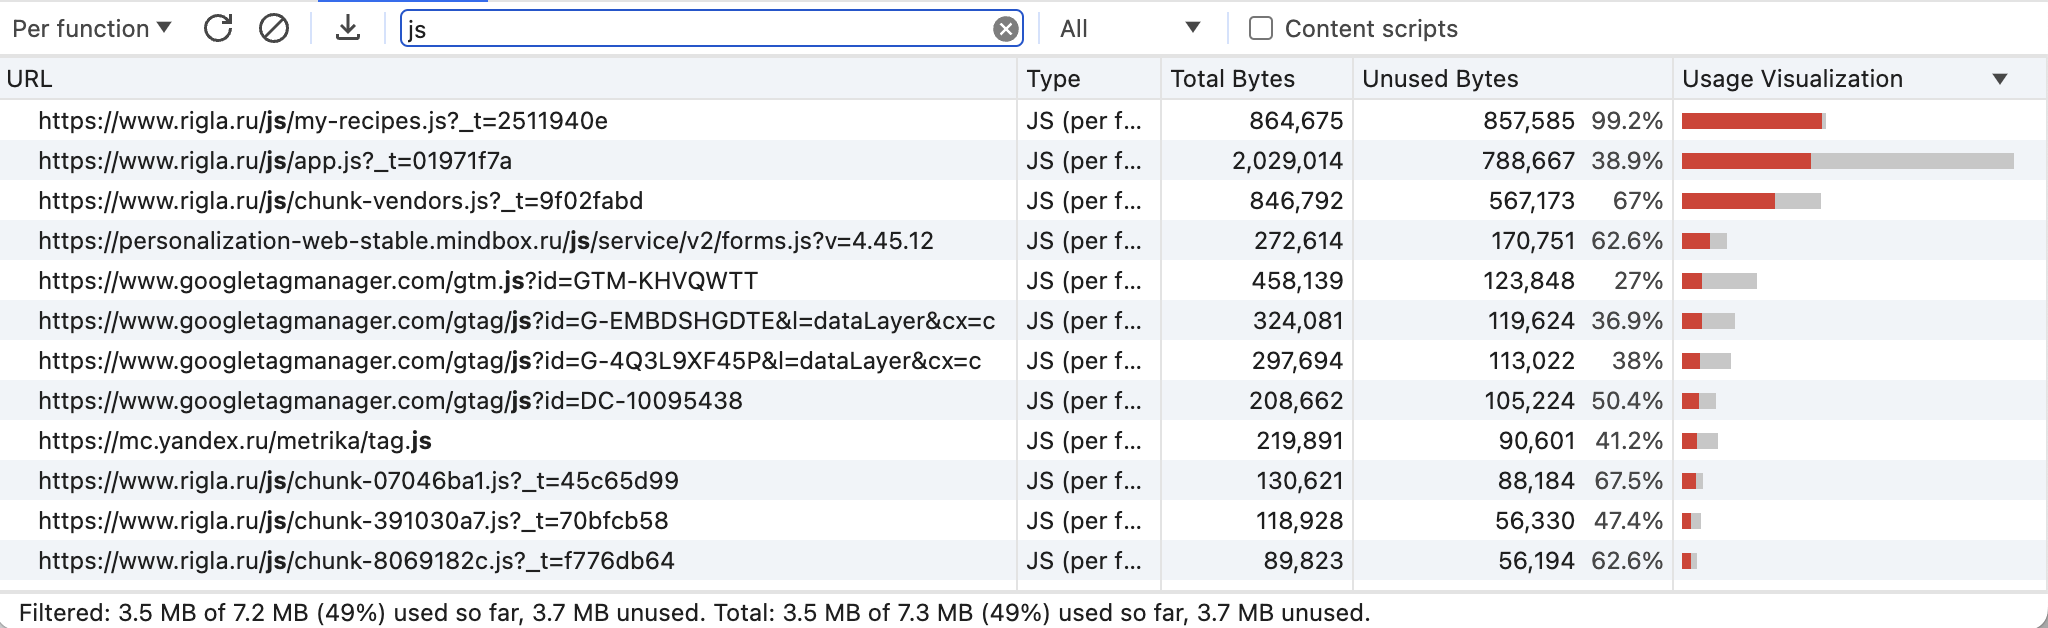 Per function js All Content scripts
URL Type Total Bytes Unused Bytes Usage Visualization
https://www.rigla.ru/js/my-recipes.js?_t=2511940e JS (per f... 864,675 857,585 99.2%
https://www.rigla.ru/js/app.js?_t=01971f7a JS (per f... 2,029,014 788,667 38.9%
https://www.rigla.ru/js/chunk-vendors.js?_t=9f02fabd JS (per f... 846,792 567,173 67%
https://personalization-web-stable.mindbox.ru/js/service/v2/forms.js?v=4.45.12 JS (per f... 272,614 170,751 62.6%
https://www.googletagmanager.com/gtm.js?id=GTM-KHVQWTT JS (per f... 458,139 123,848 27%
https://www.googletagmanager.com/gtag/js?id=G-EMBDSHGDTE&l=dataLayer&cx=c JS (per f... 324,081 119,624 36.9%
https://www.googletagmanager.com/gtag/js?id=G-4Q3L9XF45P&l=dataLayer&cx=c JS (per f... 297,694 113,022 38%
https://www.googletagmanager.com/gtag/js?id=DC-10095438 JS (per f... 208,662 105,224 50.4%
https://mc.yandex.ru/metrika/tag.js JS (per f... 219,891 90,601 41.2%
https://www.rigla.ru/js/chunk-07046ba1.js?_t=45c65d99 JS (per f... 130,621 88,184 67.5%
https://www.rigla.ru/js/chunk-391030a7.js?_t=70bfcb58 JS (per f... 118,928 56,330 47.4%
https://www.rigla.ru/js/chunk-8069182c.js?_t=f776db64 JS (per f... 89,823 56,194 62.6%
Filtered: 3.5 MB of 7.2 MB (49%) used so far, 3.7 MB unused. Total: 3.5 MB of 7.3 MB (49%) used so far, 3.7 MB unused.